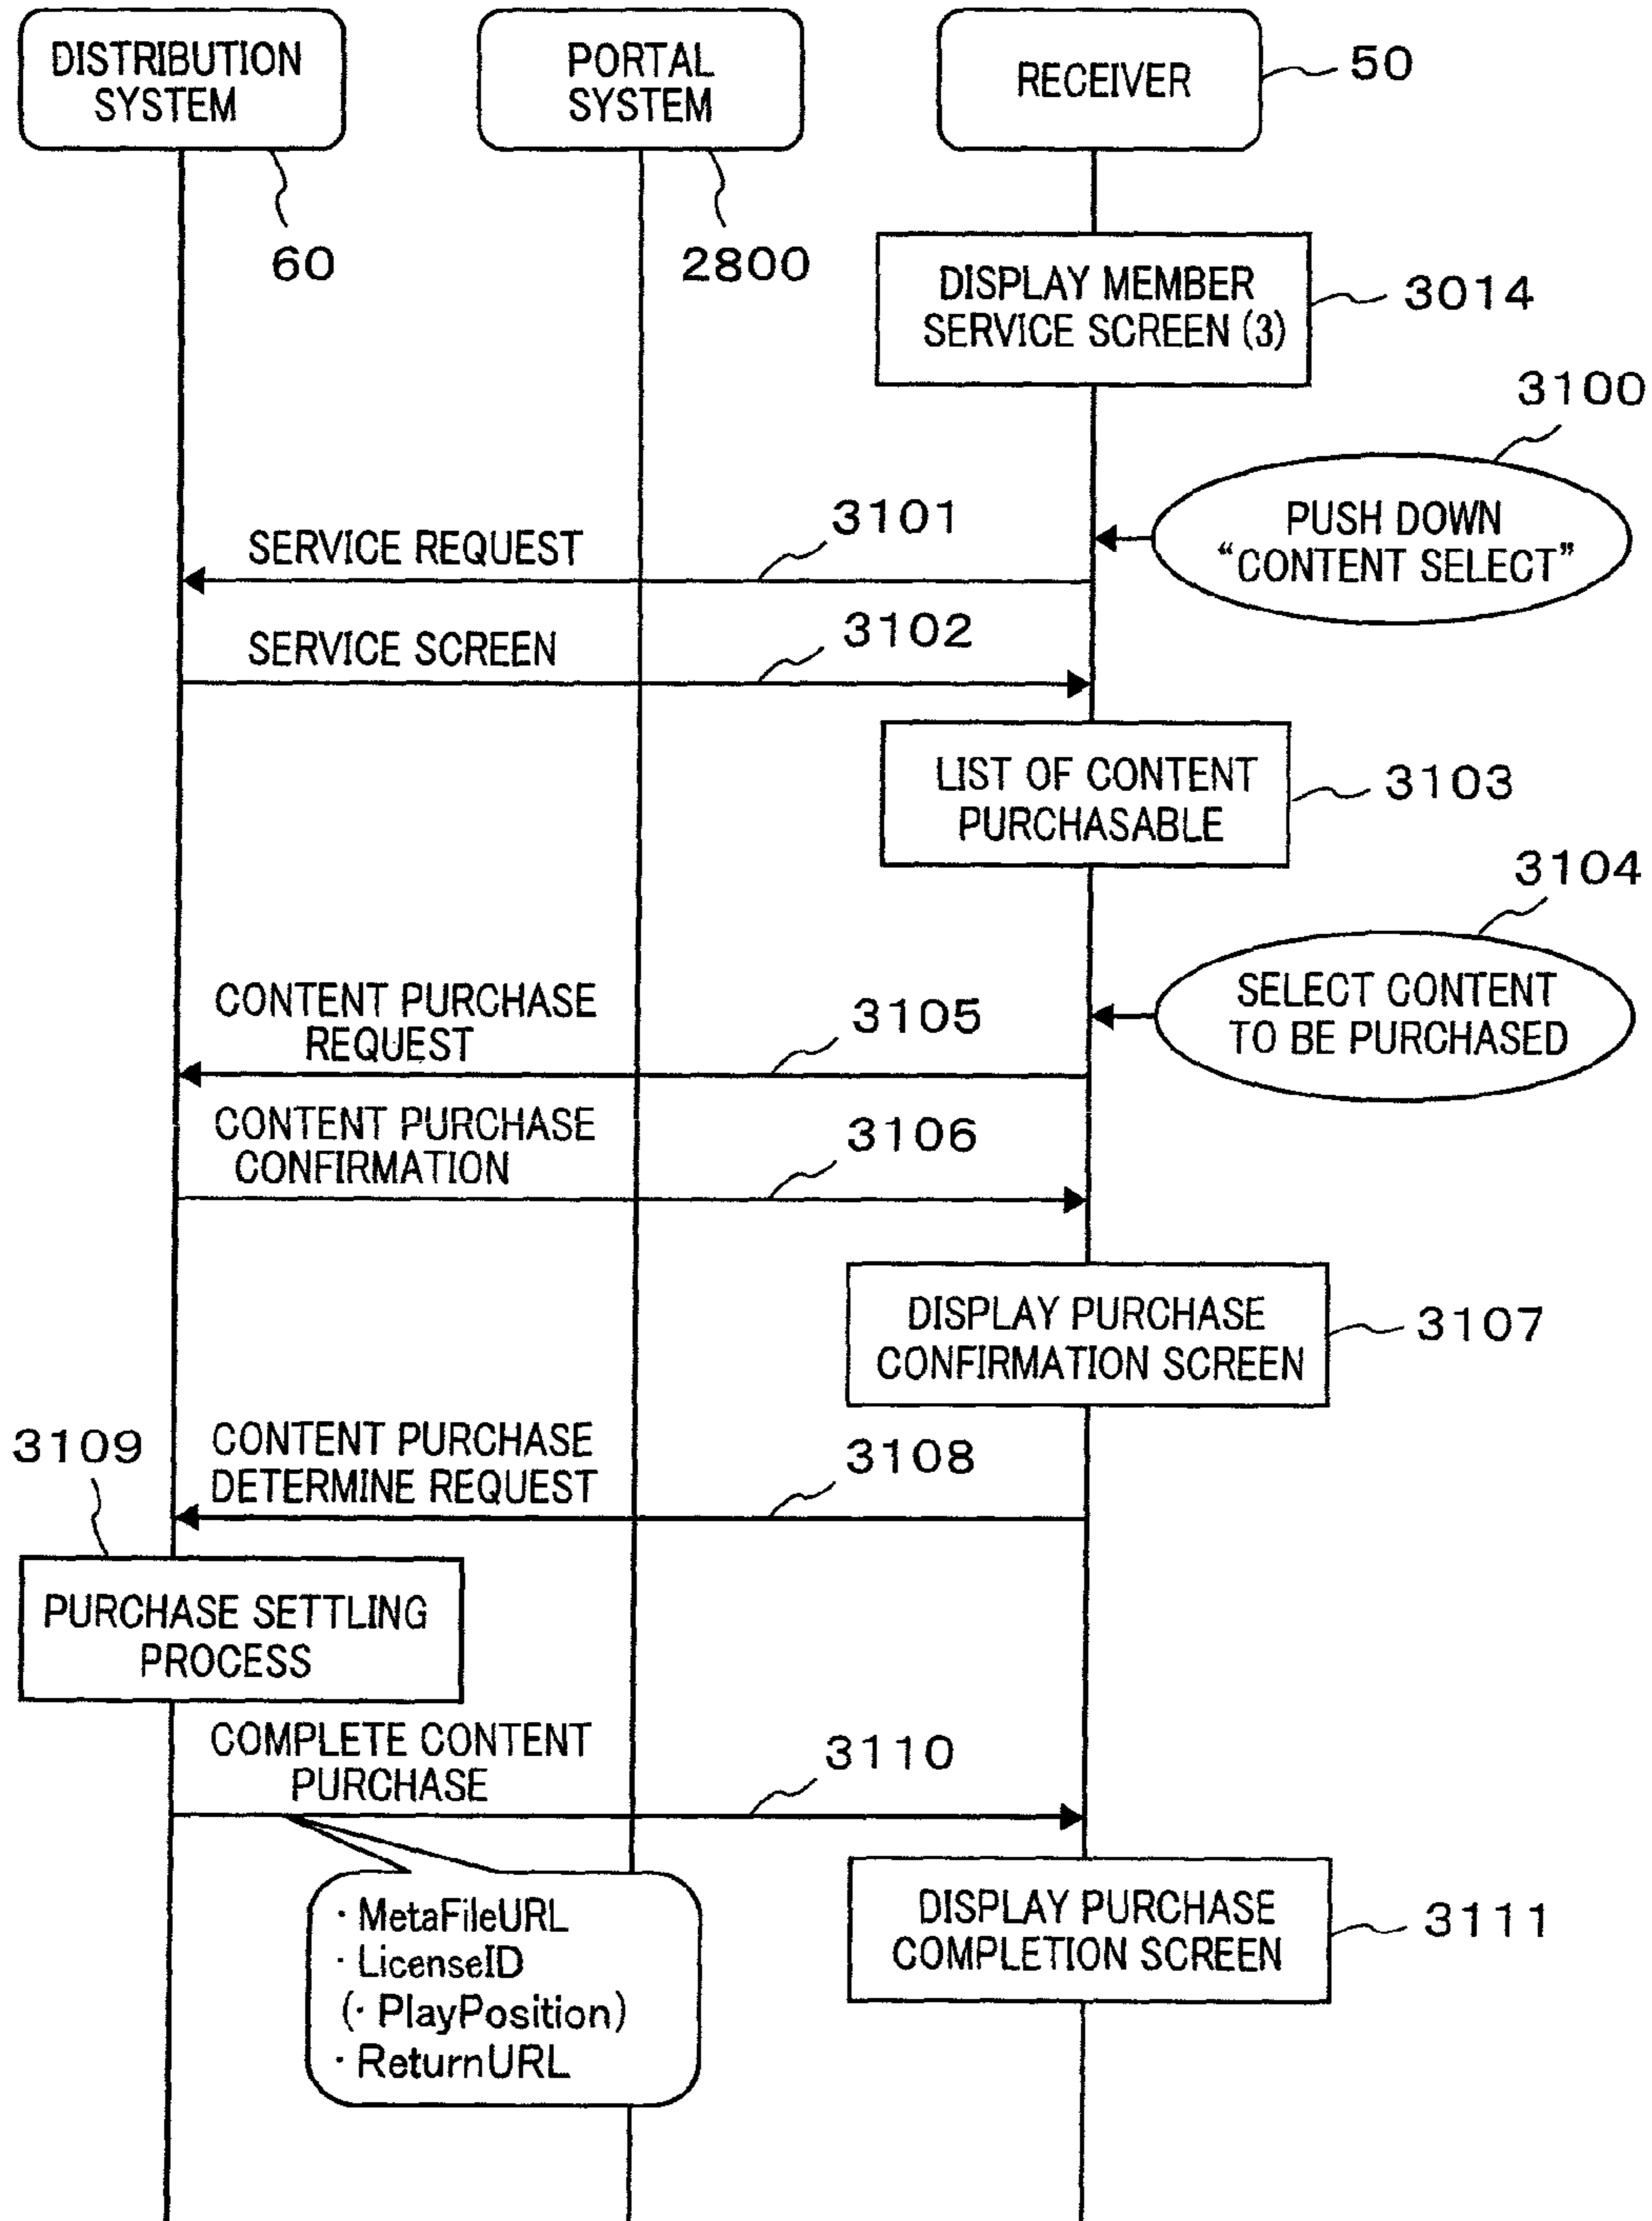 DISTRIBUTION
SYSTEM
PORTAL
SYSTEM
RECEIVER
50
60
2800
DISPLAY MEMBER
SERVICE SCREEN (3)
3014
3100
PUSH DOWN
“CONTENT SELECT”
SERVICE REQUEST
3101
SERVICE SCREEN
3102
LIST OF CONTENT
PURCHASABLE
3103
3104
SELECT CONTENT
TO BE PURCHASED
CONTENT PURCHASE
REQUEST
3105
CONTENT PURCHASE
CONFIRMATION
3106
DISPLAY PURCHASE
CONFIRMATION SCREEN
3107
3109
CONTENT PURCHASE
DETERMINE REQUEST
3108
PURCHASE SETTLING
PROCESS
COMPLETE CONTENT
PURCHASE
3110
· MetaFileURL
· LicenseID
(· PlayPosition)
· ReturnURL
DISPLAY PURCHASE
COMPLETION SCREEN
3111